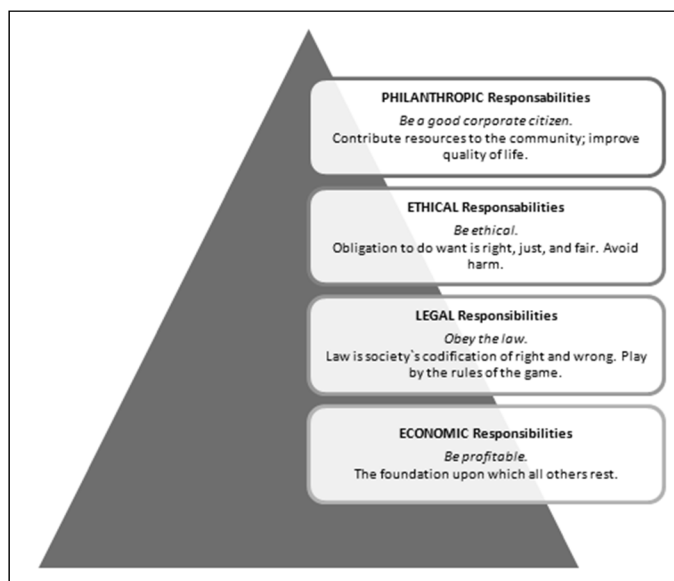 PHILANTHROPIC Responsabilities
Be a good corporate citizen.
Contribute resources to the community; improve
quality of life.
ETHICAL Responsabilities
Be ethical.
Obligation to do want is right, just, and fair. Avoid
harm.
LEGAL Responsibilities
Obey the law.
Law is society`s codification of right and wrong. Play
by the rules of the game.
ECONOMIC Responsibilities
Be profitable.
The foundation upon which all others rest.